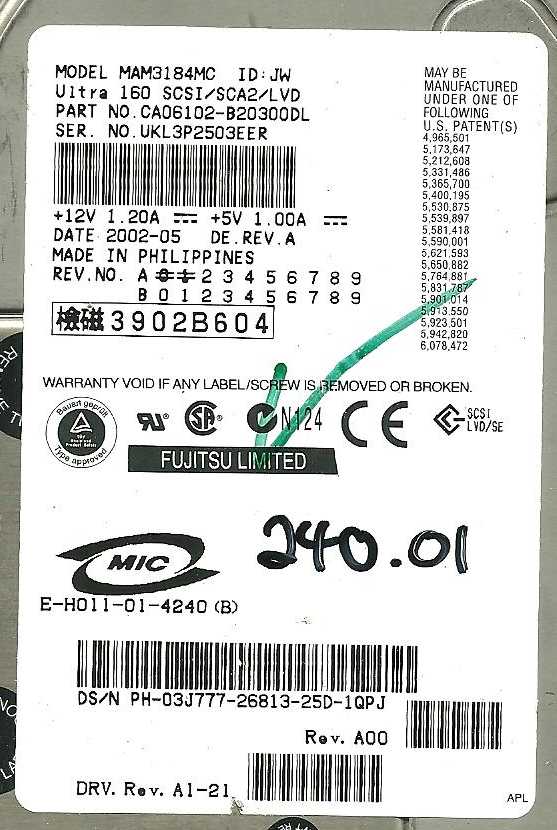 MODEL MAM3184MC ID:JW
Ultra 160 SCSI/SCA2/LVD
PART NO.CA06102-B20300DL
SER. NO.UKL3P2503EER
+12V 1.20A +5V 1.00A
DATE 2002-05 DE.REV.A
MADE IN PHILIPPINES
REV.NO. A 0 1 2 3 4 5 6 7 8 9
B 0 1 2 3 4 5 6 7 8 9
檢磁 3902B604
MAY BE
MANUFACTURED
UNDER ONE OF
FOLLOWING
U.S. PATENT(S)
4,965,501
5,173,647
5,212,608
5,331,486
5,365,700
5,400,195
5,530,875
5,539,897
5,581,418
5,590,001
5,621,593
5,650,882
5,764,881
5,831,787
5,901,014
5,913,550
5,923,501
5,942,820
6,078,472
WARRANTY VOID IF ANY LABEL/SCREW IS REMOVED OR BROKEN.
Bauart geprüft
TÜV
Product Safety
Type approved
N124
CE
SCSI
LVD/SE
FUJITSU LIMITED
MIC
240.01
E-H011-01-4240 (B)
DS/N PH-03J777-26813-25D-1QPJ
Rev. A00
DRV. Rev. A1-21
APL